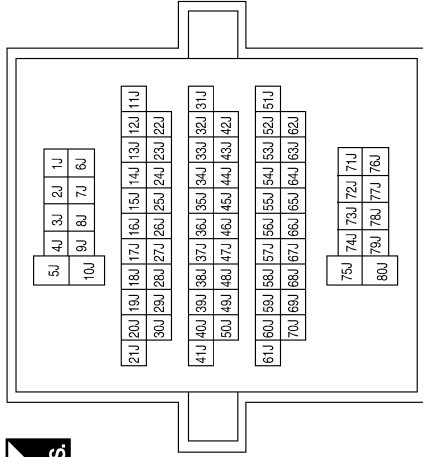 S.
5J 4J 3J 2J 1J
10J 9J 8J 7J 6J
21J 20J 19J 18J 17J 16J 15J 14J 13J 12J 11J
30J 29J 28J 27J 26J 25J 24J 23J 22J
41J 40J 39J 38J 37J 36J 35J 34J 33J 32J 31J
50J 49J 48J 47J 46J 45J 44J 43J 42J
61J 60J 59J 58J 57J 56J 55J 54J 53J 52J 51J
70J 69J 68J 67J 66J 65J 64J 63J 62J
75J 74J 73J 72J 71J
80J 79J 78J 77J 76J